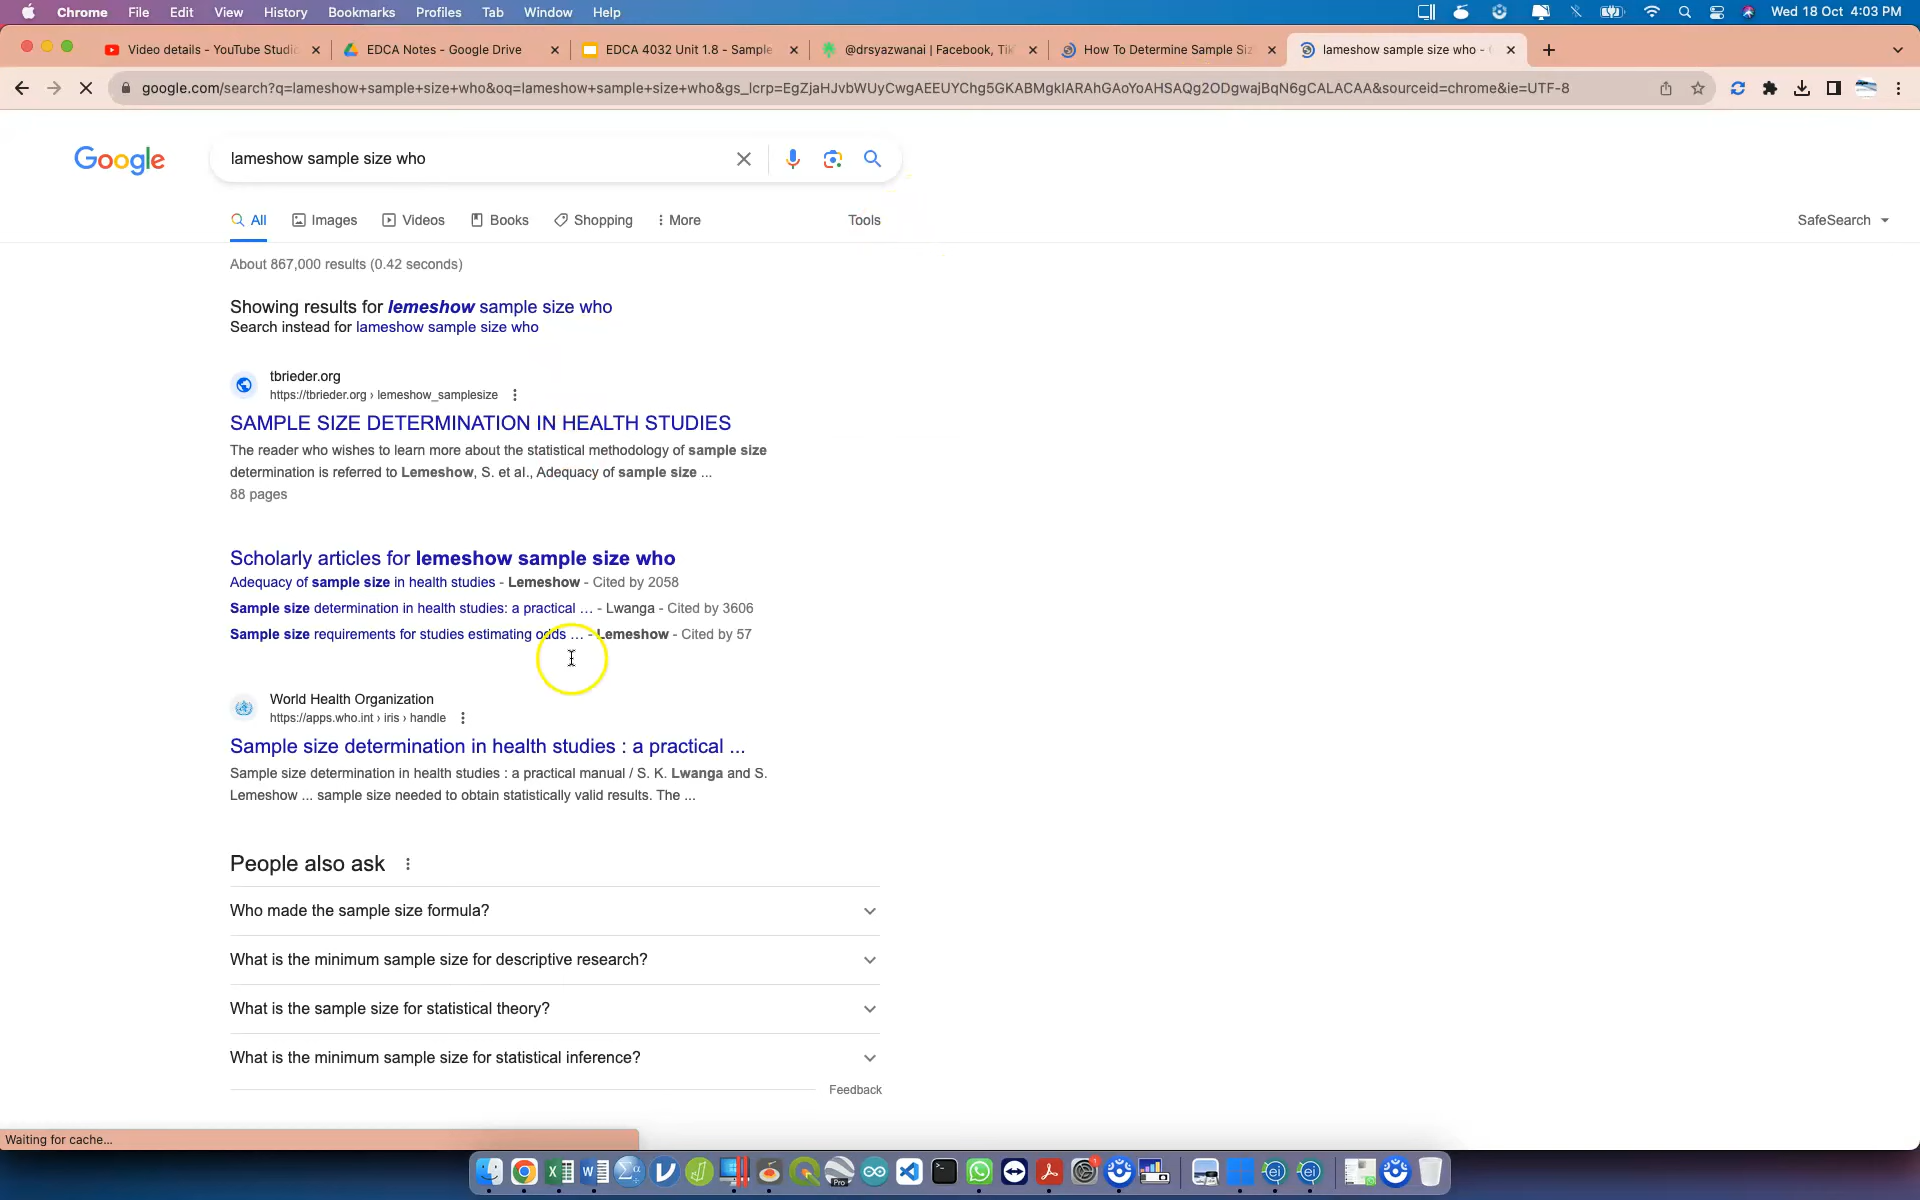 Chrome File Edit View History Bookmarks Profiles Tab Window Help Wed 18 Oct 4:03 PM
Video details - YouTube Studio EDCA Notes - Google Drive EDCA 4032 Unit 1.8 - Sample @drsyazwanai | Facebook, Tik How To Determine Sample Siz lameshow sample size who -
google.com/search?q=lameshow+sample+size+who&oq=lameshow+sample+size+who&gs_lcrp=EgZjaHJvbWUyCwgAEEUYChg5GKABMgkIARAhGAoYoAHSAQg2ODgwajBqN6gCALACAA&sourceid=chrome&ie=UTF-8
Google lameshow sample size who
All Images Videos Books Shopping More Tools SafeSearch
About 867,000 results (0.42 seconds)
Showing results for lemeshow sample size who
Search instead for lameshow sample size who
tbrieder.org
https://tbrieder.org › lemeshow_samplesize
SAMPLE SIZE DETERMINATION IN HEALTH STUDIES
The reader who wishes to learn more about the statistical methodology of sample size
determination is referred to Lemeshow, S. et al., Adequacy of sample size ...
88 pages
Scholarly articles for lemeshow sample size who
Adequacy of sample size in health studies - Lemeshow - Cited by 2058
Sample size determination in health studies: a practical … - Lwanga - Cited by 3606
Sample size requirements for studies estimating odds … - Lemeshow - Cited by 57
World Health Organization
https://apps.who.int › iris › handle
Sample size determination in health studies : a practical ...
Sample size determination in health studies : a practical manual / S. K. Lwanga and S.
Lemeshow ... sample size needed to obtain statistically valid results. The ...
People also ask
Who made the sample size formula?
What is the minimum sample size for descriptive research?
What is the sample size for statistical theory?
What is the minimum sample size for statistical inference?
Feedback
Waiting for cache...